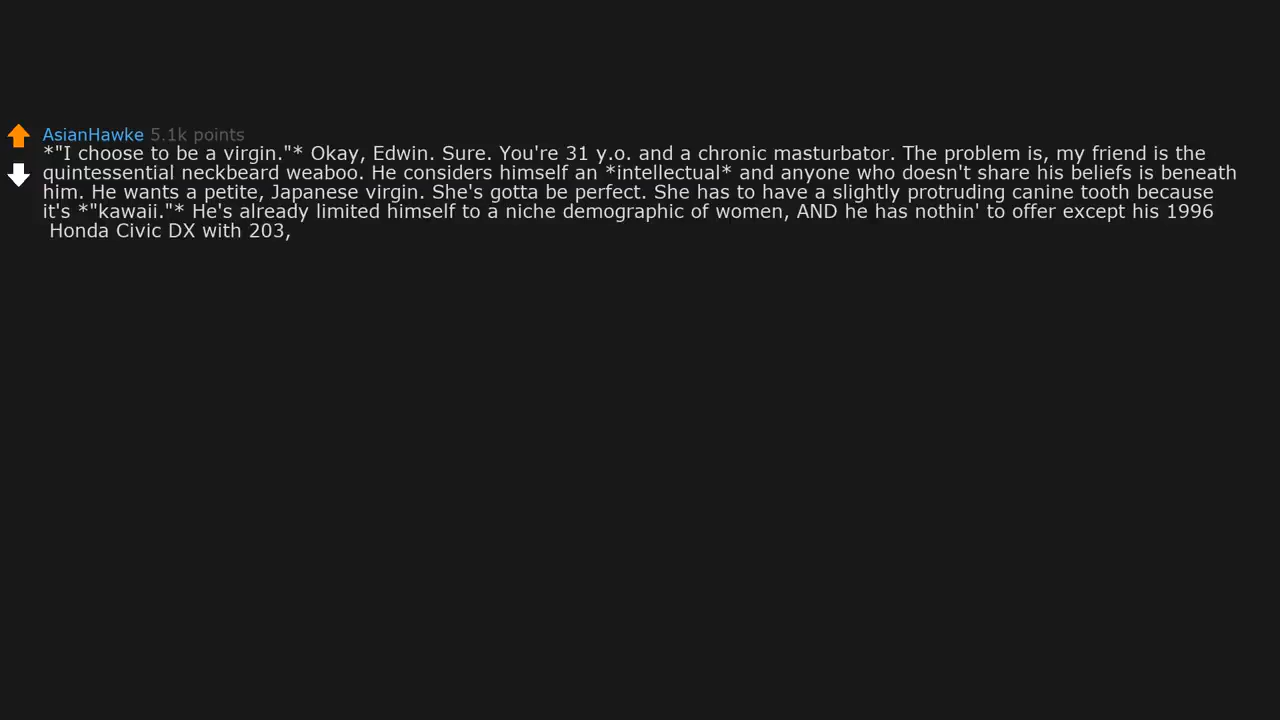 AsianHawke 5.1k points
*"I choose to be a virgin."* Okay, Edwin. Sure. You're 31 y.o. and a chronic masturbator. The problem is, my friend is the
quintessential neckbeard weaboo. He considers himself an *intellectual* and anyone who doesn't share his beliefs is beneath
him. He wants a petite, Japanese virgin. She's gotta be perfect. She has to have a slightly protruding canine tooth because
it's *"kawaii."* He's already limited himself to a niche demographic of women, AND he has nothin' to offer except his 1996
Honda Civic DX with 203,